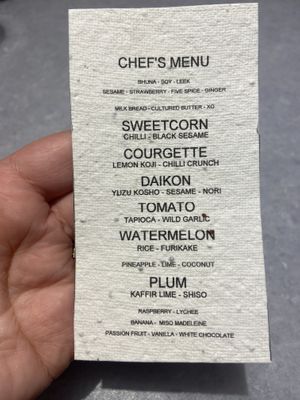 CHEF'S MENU
BHUNA - SOY - LEEK
SESAME - STRAWBERRY - FIVE SPICE - GINGER
MILK BREAD - CULTURED BUTTER - XO
SWEETCORN
CHILLI - BLACK SESAME
COURGETTE
LEMON KOJI - CHILLI CRUNCH
DAIKON
YUZU KOSHO - SESAME - NORI
TOMATO
TAPIOCA - WILD GARLIC
WATERMELON
RICE - FURIKAKE
PINEAPPLE - LIME - COCONUT
PLUM
KAFFIR LIME - SHISO
RASPBERRY - LYCHEE
BANANA - MISO MADELEINE
PASSION FRUIT - VANILLA - WHITE CHOCOLATE